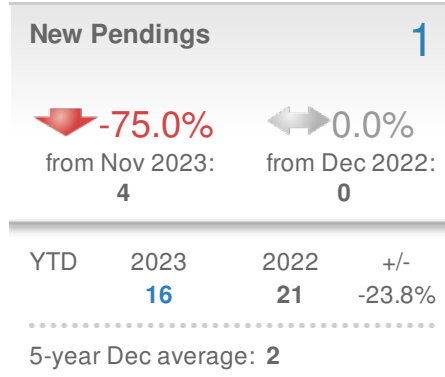 New Pendings 1
-75.0% 0.0%
from Nov 2023: from Dec 2022:
4 0
YTD 2023 2022 +/-
16 21 -23.8%
5-year Dec average: 2